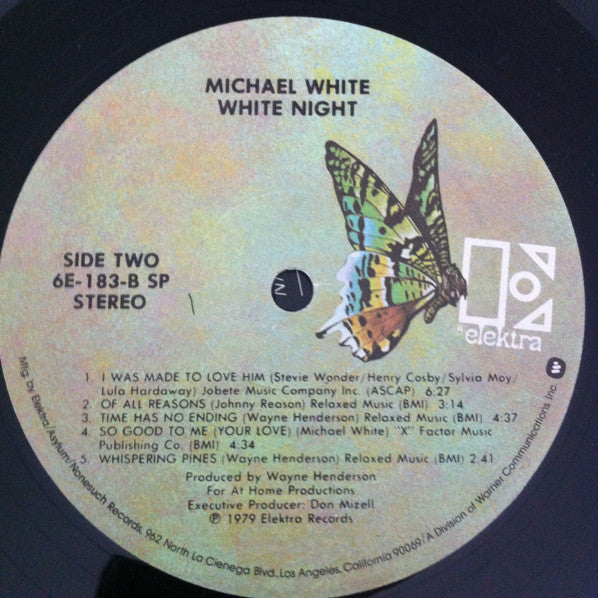 MICHAEL WHITE
WHITE NIGHT
SIDE TWO
6E-183-B SP
STEREO
elektra
1. I WAS MADE TO LOVE HIM (Stevie Wonder/Henry Cosby/Sylvia Moy/
Lula Hardaway) Jobete Music Company Inc. (ASCAP) 6:27
2. OF ALL REASONS (Johnny Reason) Relaxed Music (BMI) 3:14
3. TIME HAS NO ENDING (Wayne Henderson) Relaxed Music (BMI) 4:37
4. SO GOOD TO ME (YOUR LOVE) (Michael White) "X" Factor Music
Publishing Co. (BMI) 4:34
5. WHISPERING PINES (Wayne Henderson) Relaxed Music (BMI) 2:41
Produced by Wayne Henderson
For At Home Productions
Executive Producer: Don Mizell
℗ 1979 Elektra Records
Mfg. by Elektra/Asylum/Nonesuch Records, 962 North La Cienega Blvd., Los Angeles, California 90069/A Division of Warner Communications Inc.